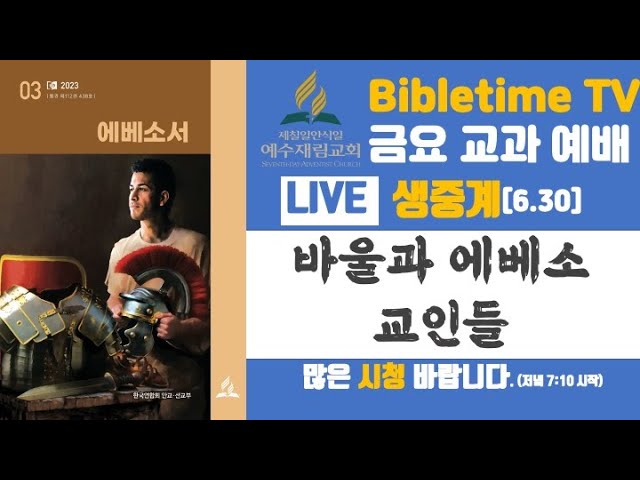 03
2023
에베소서
한국연합회 안교·선교부
제칠일안식일
예수재림교회
SEVENTH-DAY ADVENTIST CHURCH
Bibletime TV
금요 교과 예배
LIVE 생중계[6.30]
바울과 에베소
교인들
많은 시청 바랍니다. (저녁 7:10 시작)